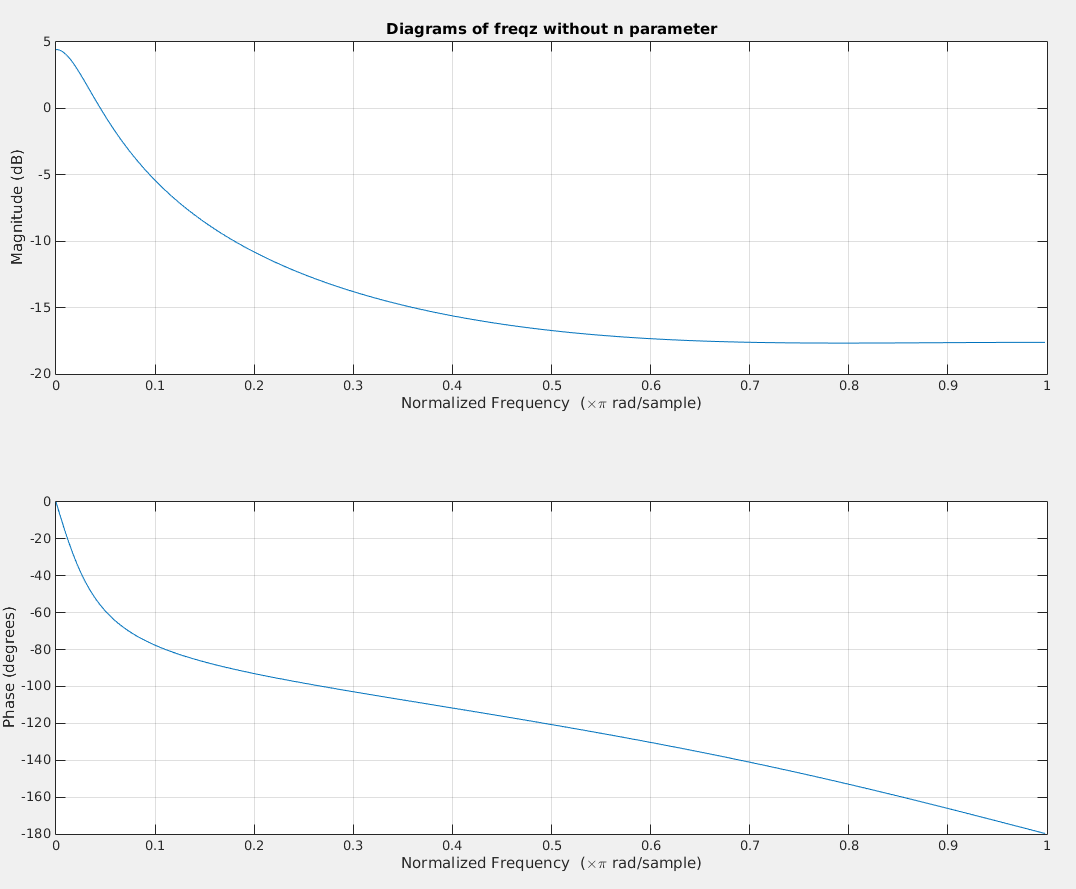 Diagrams of freqz without n parameter
5
0
-5
-10
-15
-20
Magnitude (dB)
0 0.1 0.2 0.3 0.4 0.5 0.6 0.7 0.8 0.9 1
Normalized Frequency (×π rad/sample)
0
-20
-40
-60
-80
-100
-120
-140
-160
-180
Phase (degrees)
0 0.1 0.2 0.3 0.4 0.5 0.6 0.7 0.8 0.9 1
Normalized Frequency (×π rad/sample)